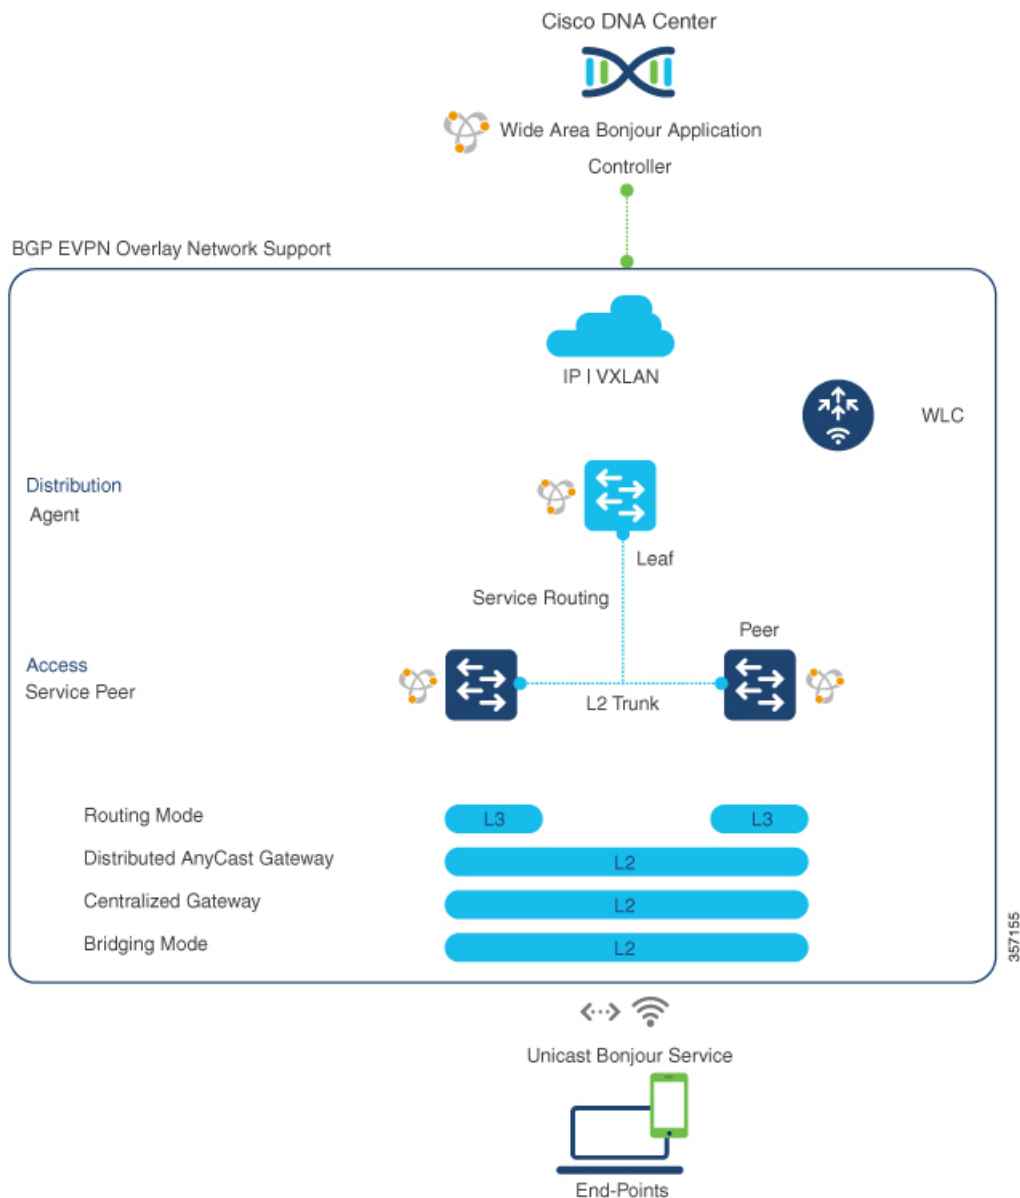 Cisco DNA Center
Wide Area Bonjour Application
Controller
BGP EVPN Overlay Network Support
IP | VXLAN
WLC
Distribution
Agent
Leaf
Service Routing
Peer
Access
Service Peer
L2 Trunk
Routing Mode
L3
L3
Distributed AnyCast Gateway
L2
Centralized Gateway
L2
Bridging Mode
L2
357155
Unicast Bonjour Service
End-Points